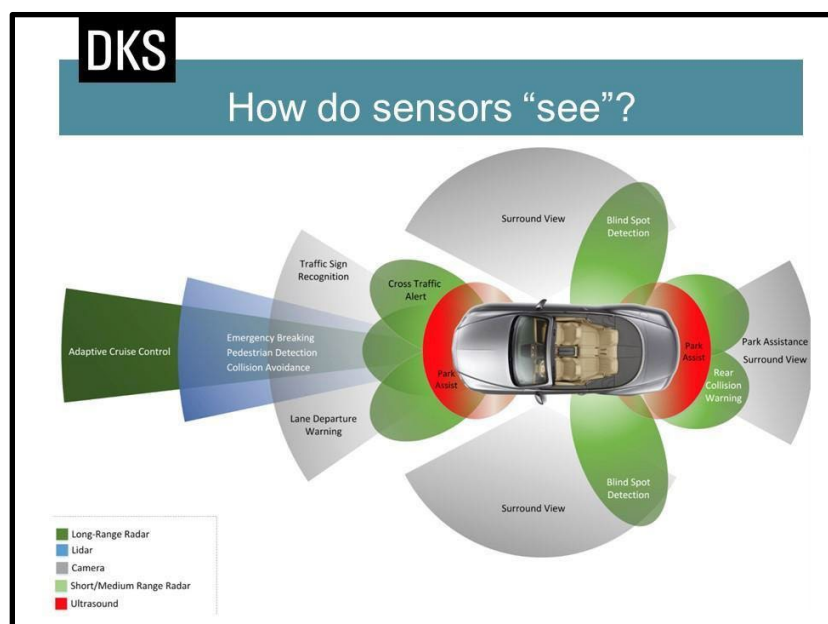 DKS
How do sensors “see”?
Surround View
Blind Spot
Detection
Traffic Sign
Recognition
Cross Traffic
Alert
Adaptive Cruise Control
Emergency Breaking
Pedestrian Detection
Collision Avoidance
Park
Assist
Park
Assist
Park Assistance
Surround View
Rear
Collision
Warning
Lane Departure
Warning
Surround View
Blind Spot
Detection
Long-Range Radar
Lidar
Camera
Short/Medium Range Radar
Ultrasound